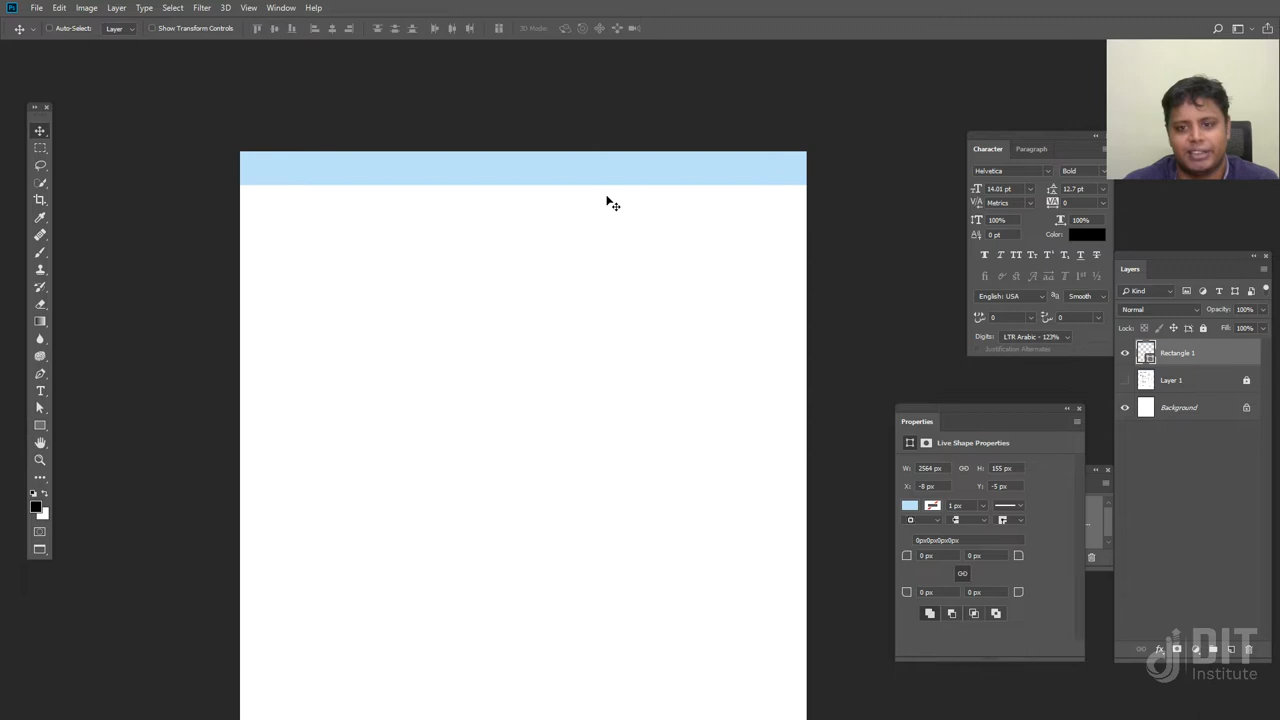 Ps File Edit Image Layer Type Select Filter 3D View Window Help
Auto-Select: Layer Show Transform Controls 3D Mode:
Character Paragraph
Helvetica Bold
14.01 pt 12.7 pt
Metrics 0
100% 100%
0 pt Color:
English: USA aa Smooth
0 0
Digits: LTR Arabic - 123%
Justification Alternates
Layers
Kind
Normal Opacity: 100%
Lock: Fill: 100%
Rectangle 1
Layer 1
Background
Properties
Live Shape Properties
W: 2564 px H: 155 px
X: -8 px Y: -5 px
1 px
0px0px0px0px
0 px 0 px
0 px 0 px
DIT
Institute